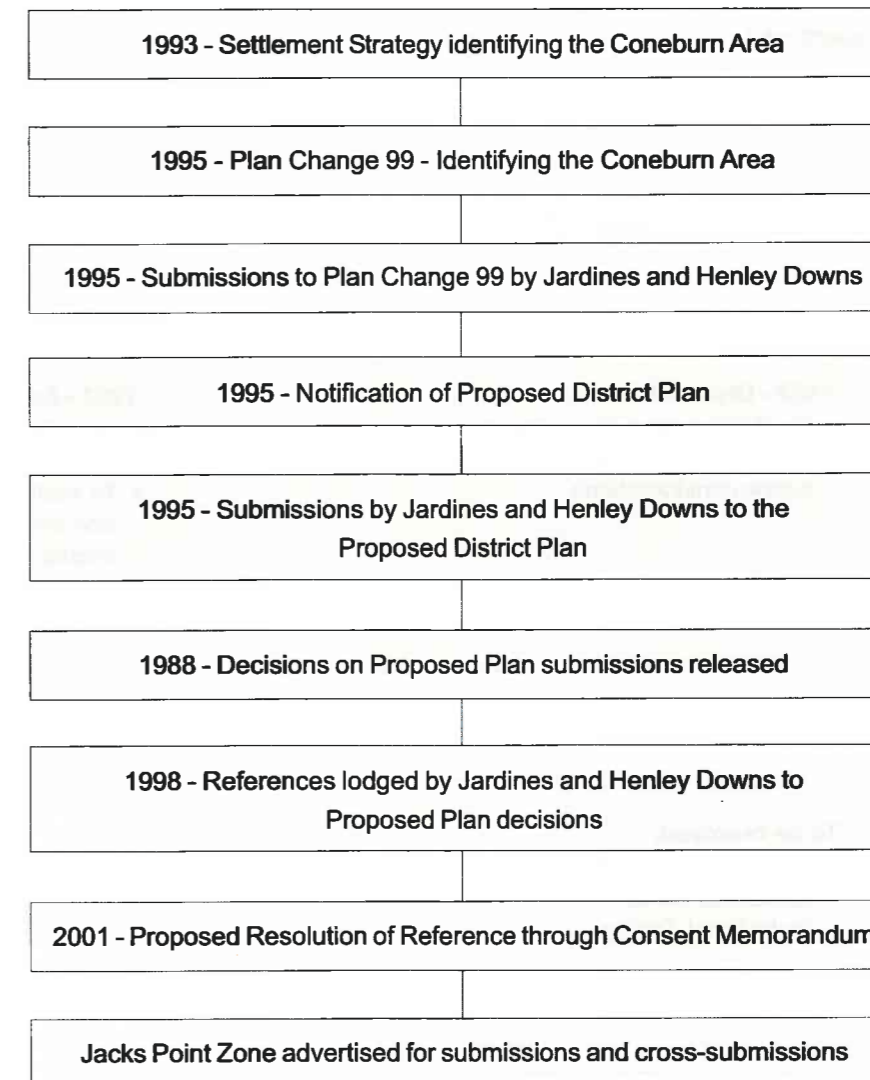 1993 - Settlement Strategy identifying the Coneburn Area
1995 - Plan Change 99 - Identifying the Coneburn Area
1995 - Submissions to Plan Change 99 by Jardines and Henley Downs
1995 - Notification of Proposed District Plan
1995 - Submissions by Jardines and Henley Downs to the
Proposed District Plan
1988 - Decisions on Proposed Plan submissions released
1998 - References lodged by Jardines and Henley Downs to
Proposed Plan decisions
2001 - Proposed Resolution of Reference through Consent Memorandum
Jacks Point Zone advertised for submissions and cross-submissions